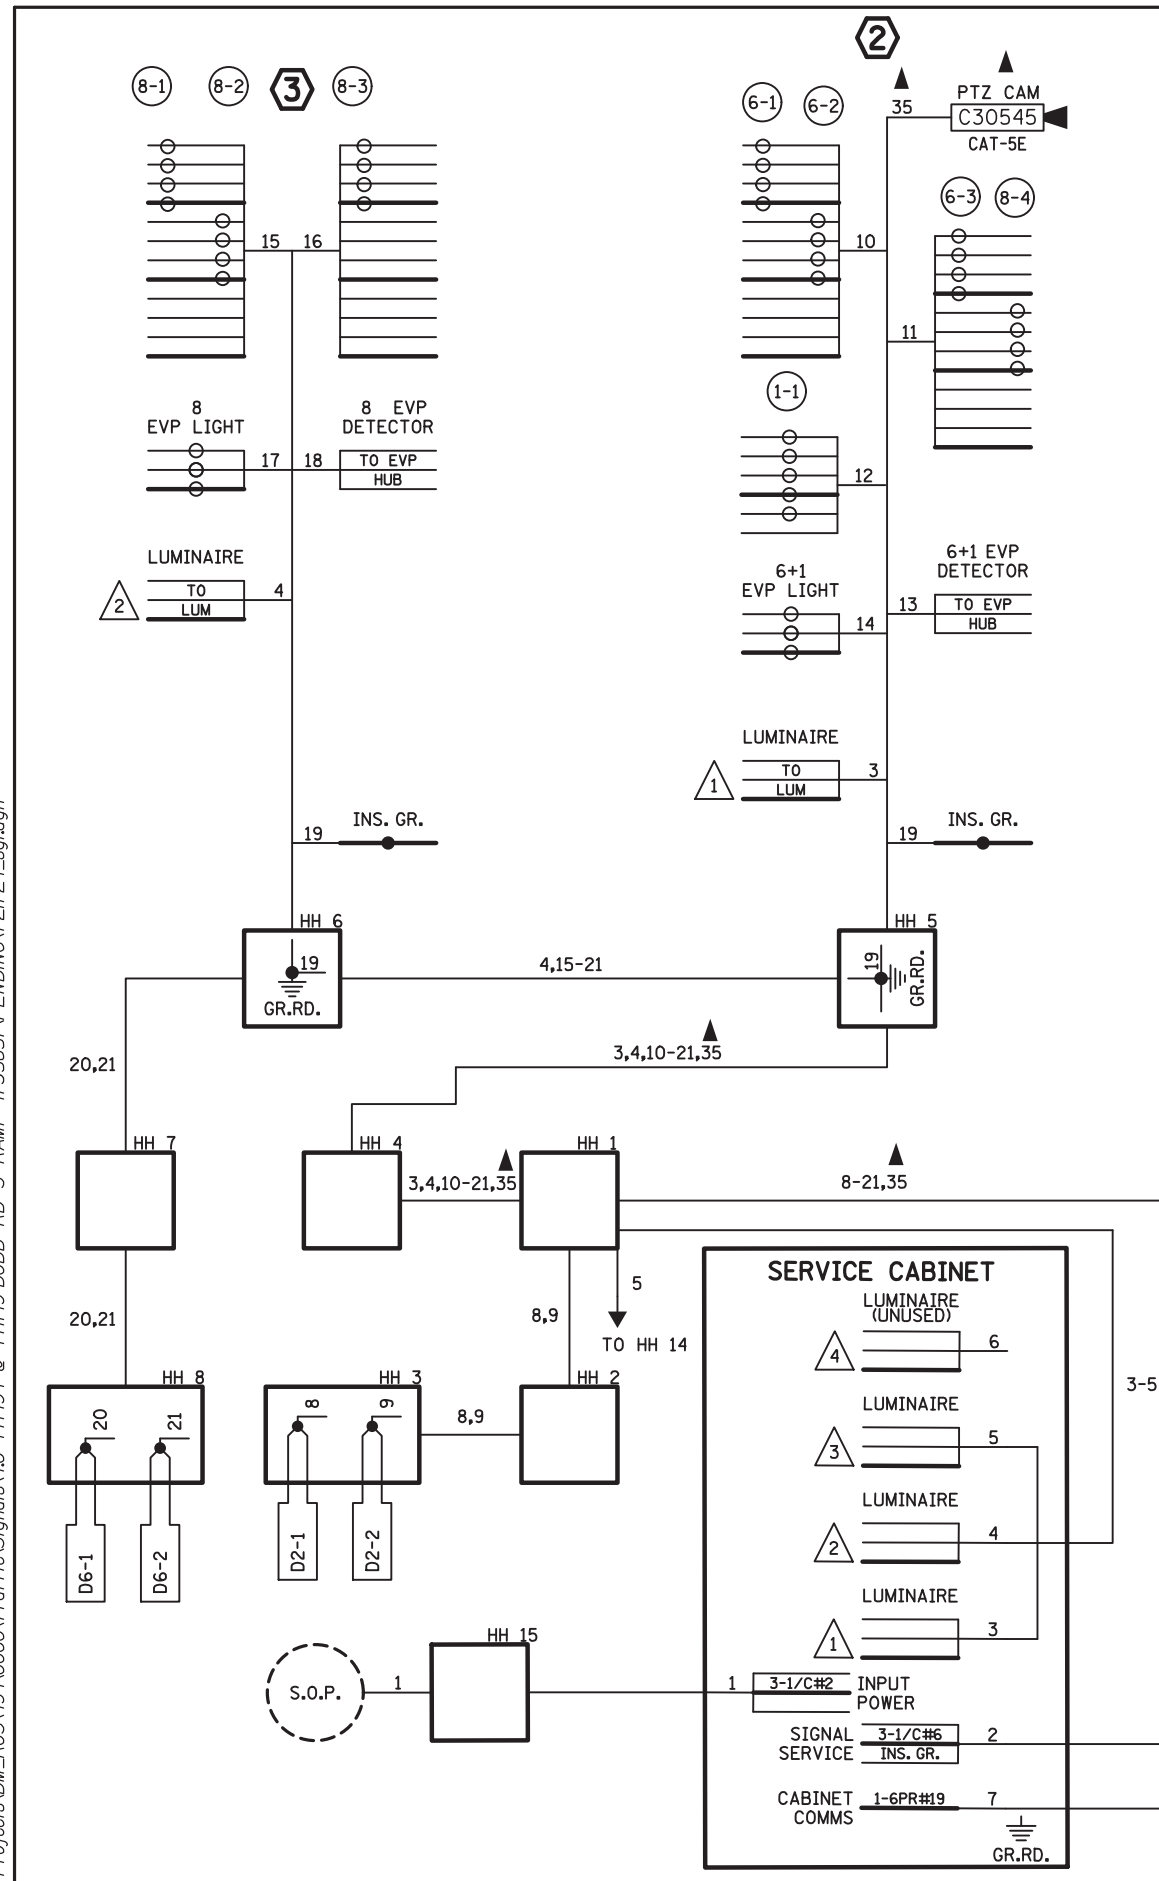 2
8-1
8-2
3
8-3
6-1
6-2
35
PTZ CAM
C30545
CAT-5E
6-3
8-4
15
16
10
11
1-1
8
EVP LIGHT
8 EVP
DETECTOR
17
18
TO EVP
HUB
12
LUMINAIRE
2
TO
LUM
4
6+1
EVP LIGHT
14
6+1 EVP
DETECTOR
13
TO EVP
HUB
LUMINAIRE
1
TO
LUM
3
19
INS. GR.
19
INS. GR.
HH 6
19
GR.RD.
4,15-21
HH 5
19
GR.RD.
20,21
3,4,10-21,35
HH 7
HH 4
3,4,10-21,35
HH 1
8-21,35
20,21
8,9
5
TO HH 14
3-5
HH 8
20
21
D6-1
D6-2
HH 3
8
9
D2-1
D2-2
8,9
HH 2
SERVICE CABINET
LUMINAIRE
(UNUSED)
4
6
LUMINAIRE
3
5
LUMINAIRE
2
4
LUMINAIRE
1
3
S.O.P.
1
HH 15
1
3-1/C#2
INPUT
POWER
SIGNAL
SERVICE
3-1/C#6
INS. GR.
2
CABINET
COMMS
1-6PR#19
7
GR.RD.